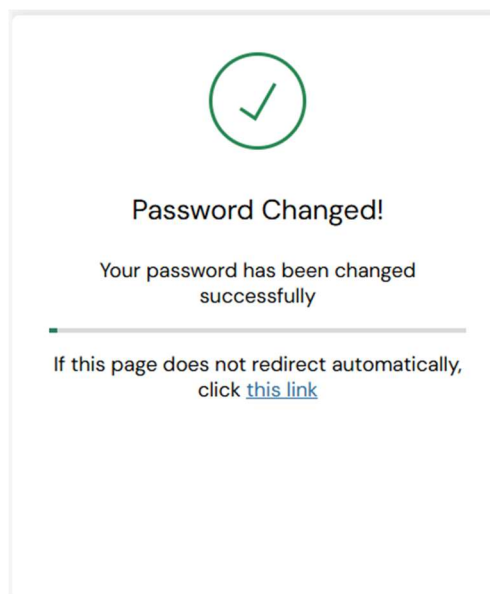 Password Changed!
Your password has been changed
successfully
If this page does not redirect automatically,
click this link